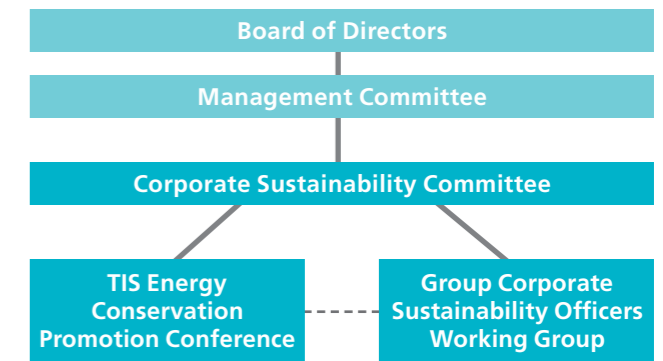 Board of Directors
Management Committee
Corporate Sustainability Committee
TIS Energy
Conservation
Promotion Conference
Group Corporate
Sustainability Officers
Working Group